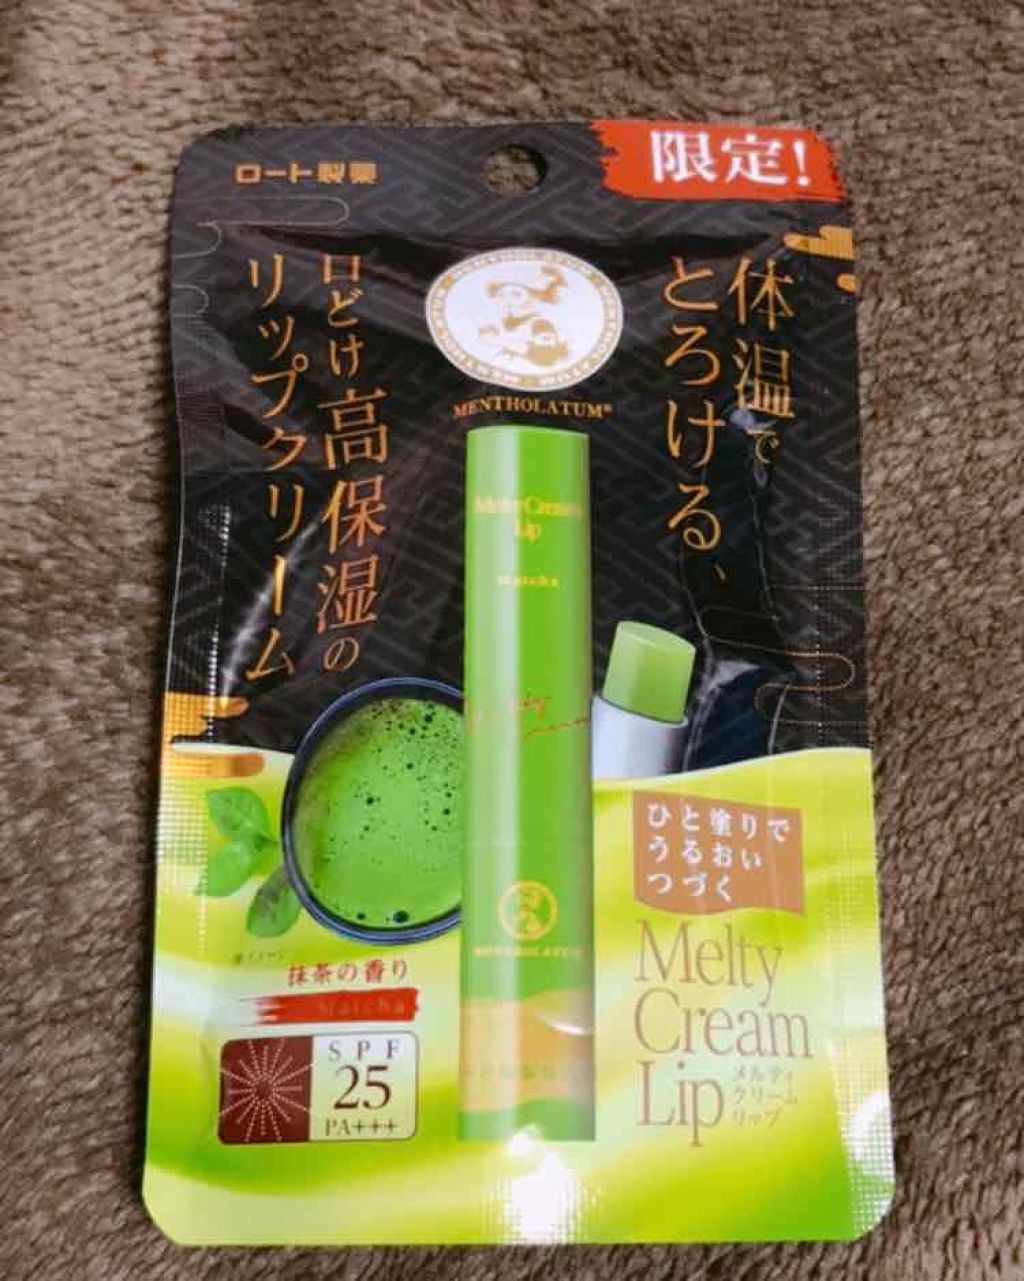 ロート製薬
限定!
MENTHOLATUM®
体温で
とろける、
口どけ高保湿の
リップクリーム
Melty Cream
Lip
Matcha
MENTHOLATUM
抹茶の香り
Matcha
SPF
25
PA+++
ひと塗りで
うるおい
つづく
Melty
Cream
Lip
メルティ
クリーム
リップ